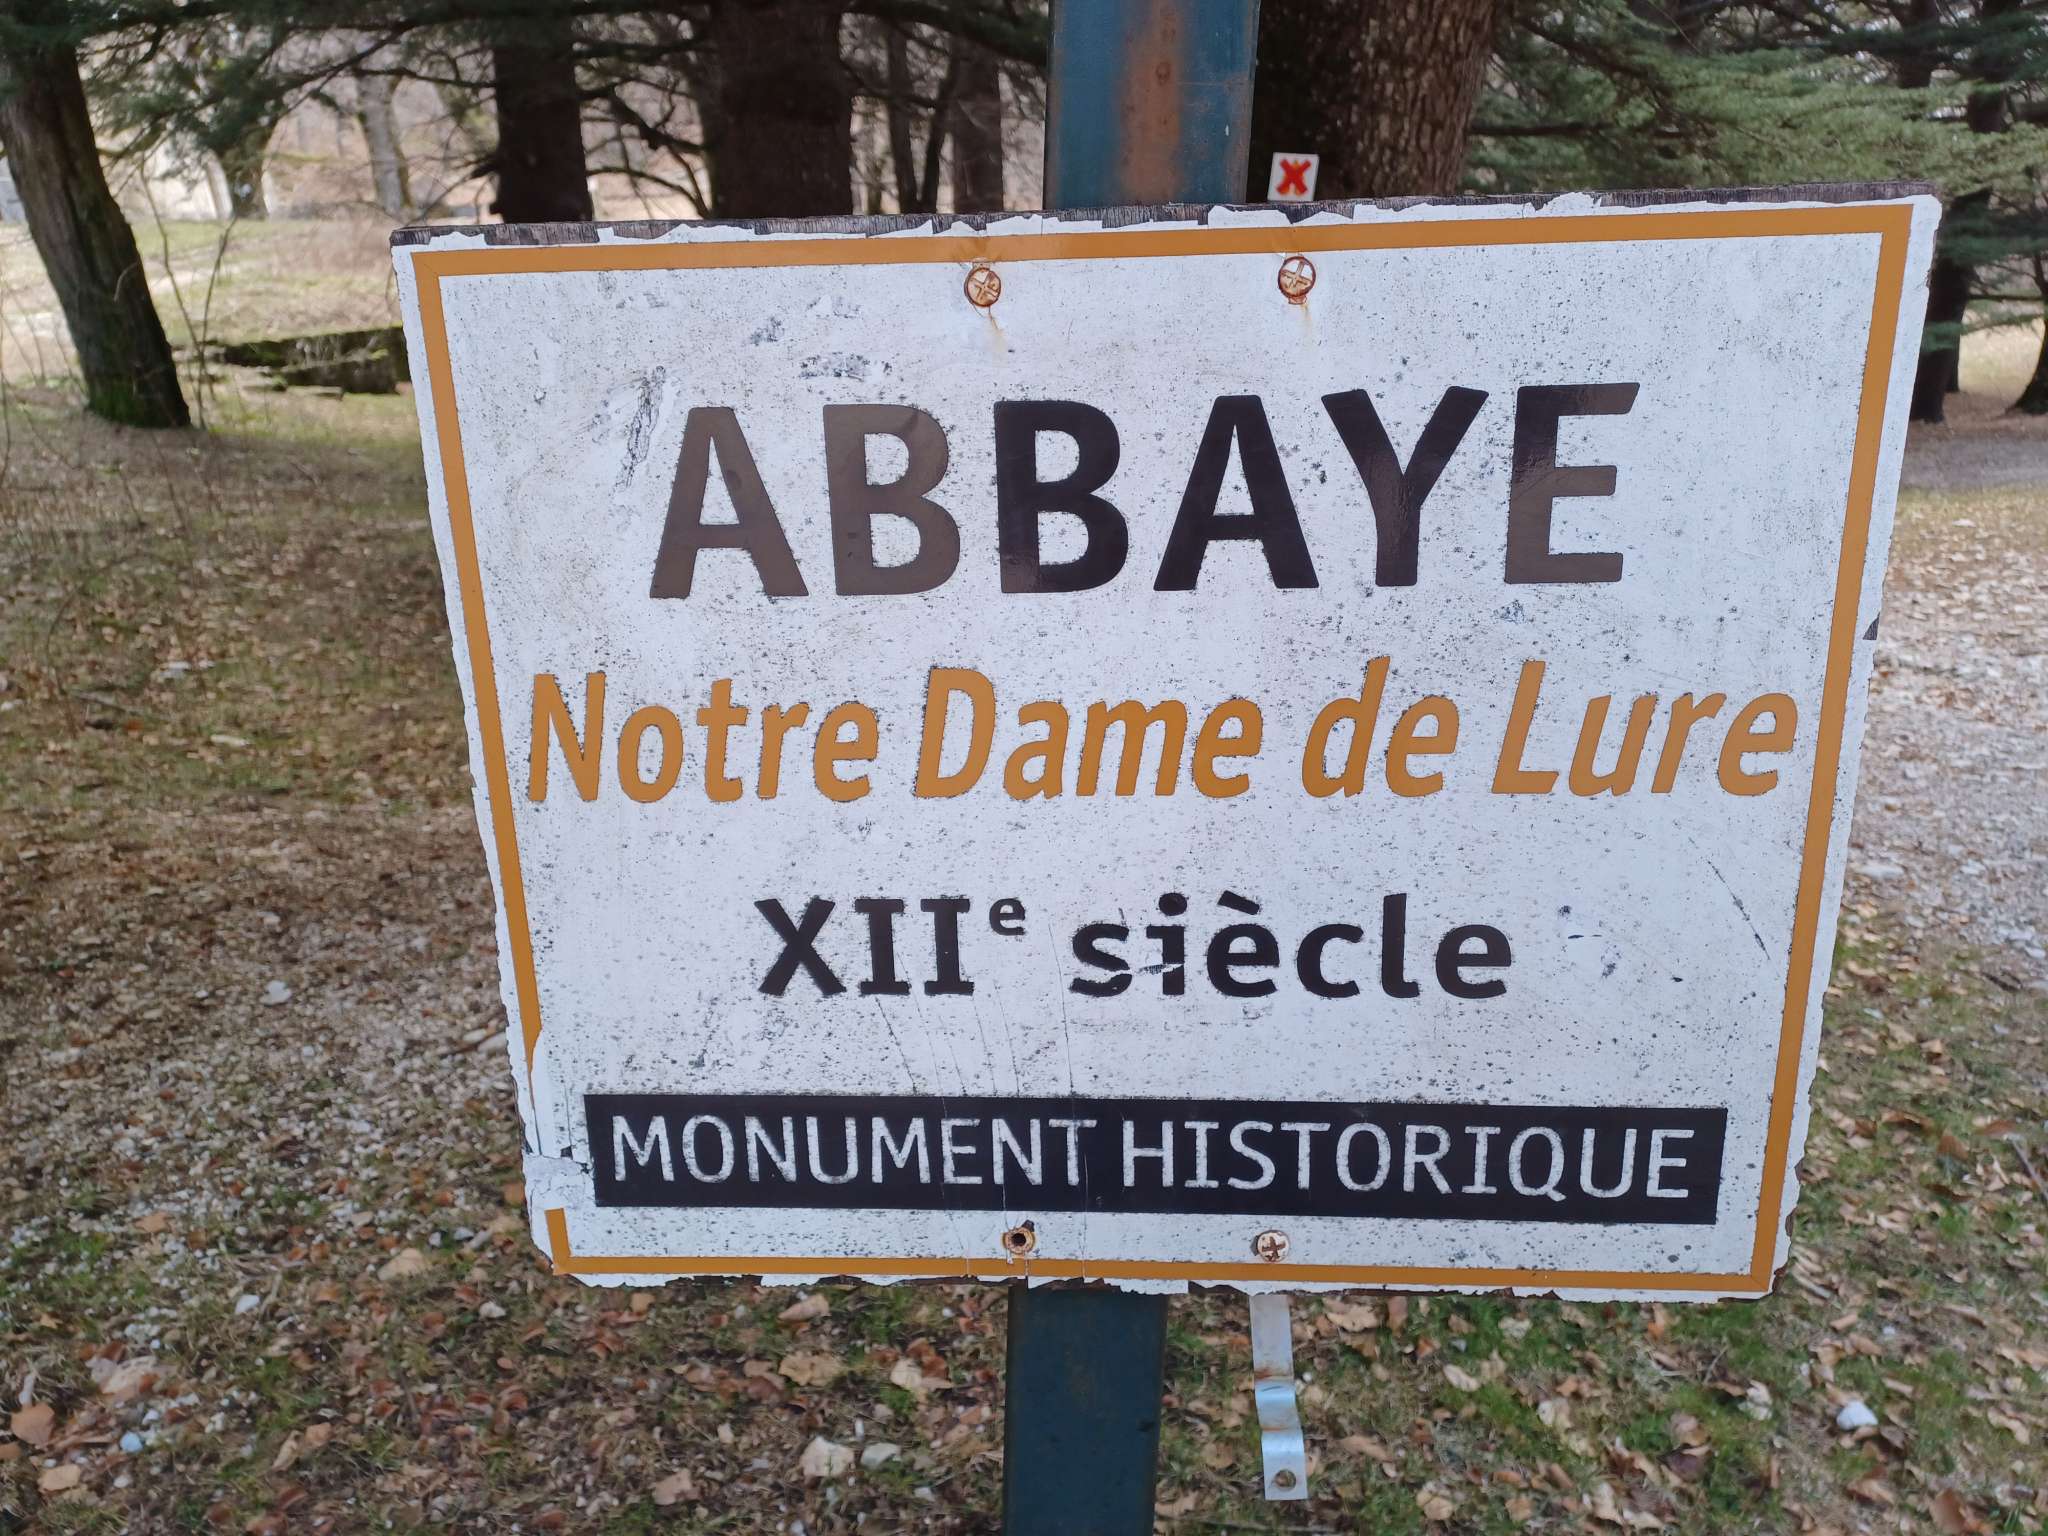 ABBAYE
Notre Dame de Lure
XIIe siècle
MONUMENT HISTORIQUE